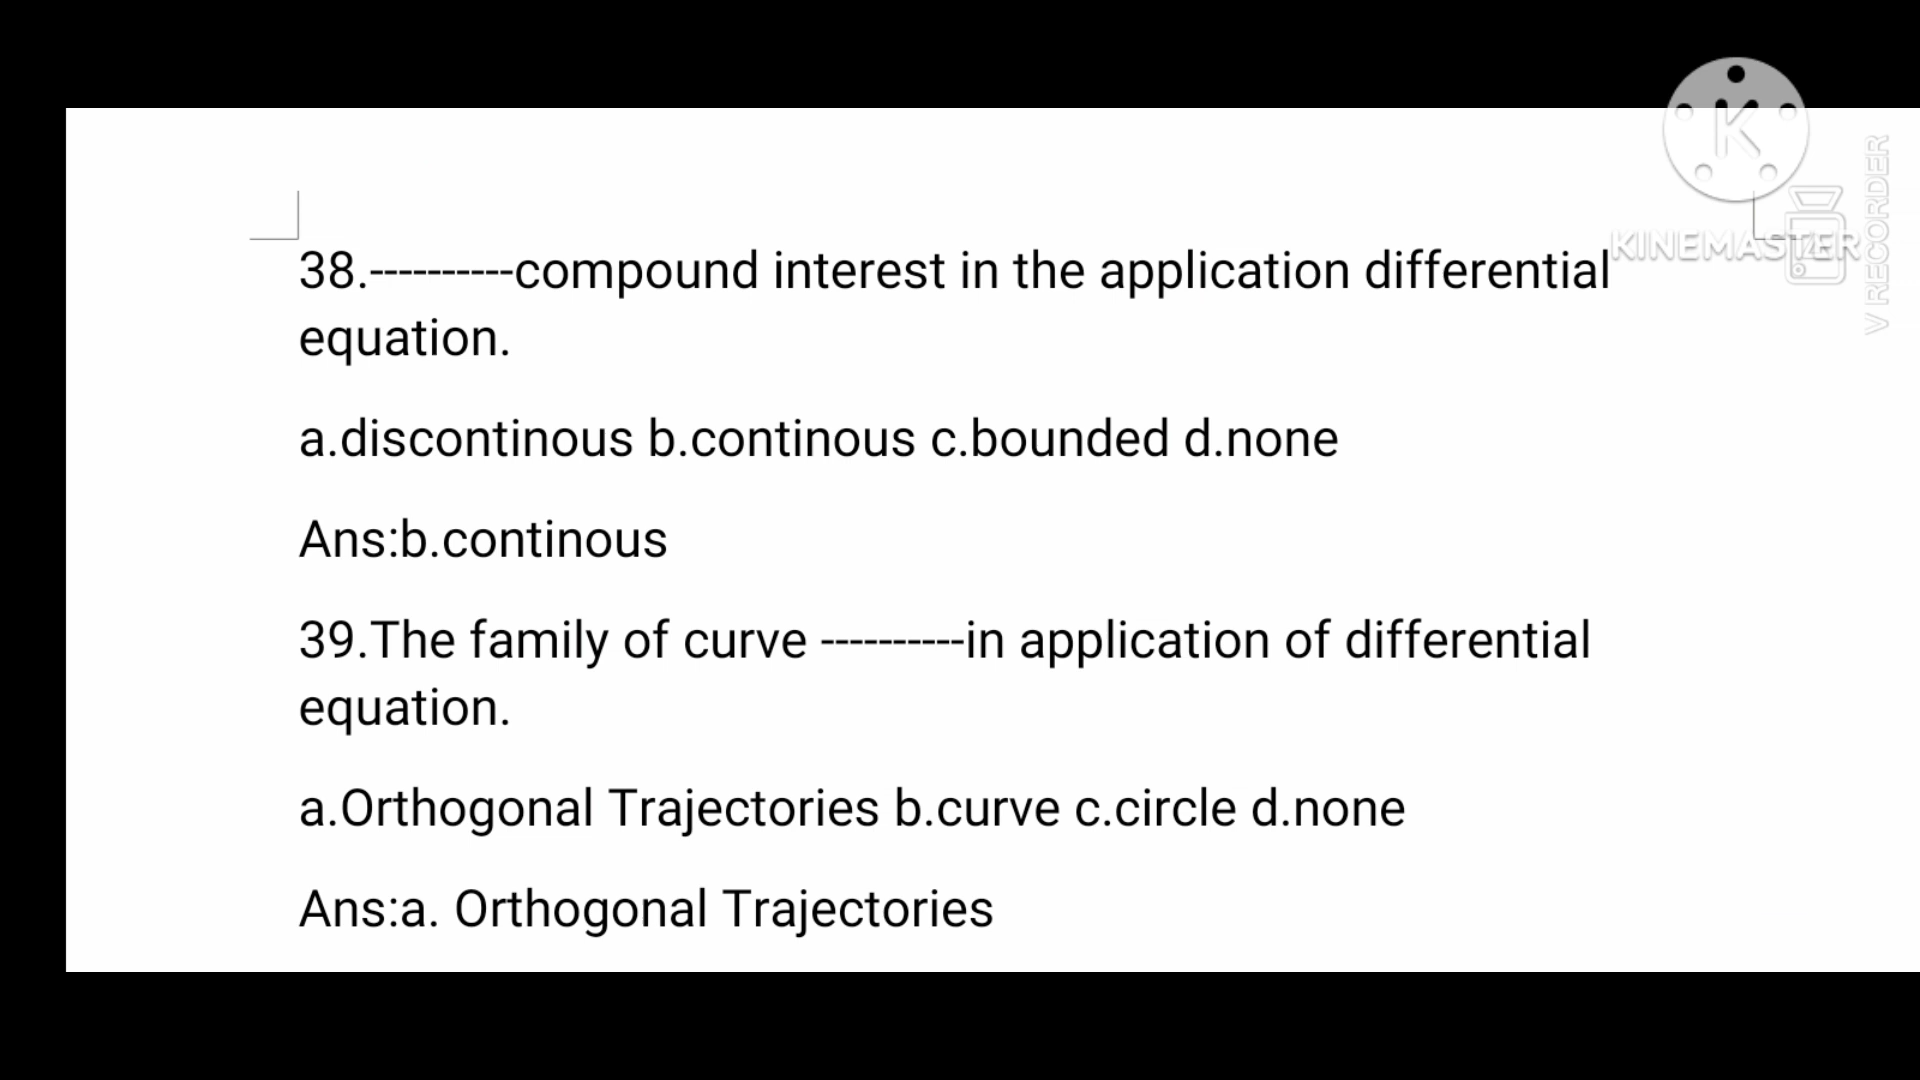 38.----------compound interest in the application differential
equation.
a.discontinous b.continous c.bounded d.none
Ans:b.continous
39.The family of curve ----------in application of differential
equation.
a.Orthogonal Trajectories b.curve c.circle d.none
Ans:a. Orthogonal Trajectories
K
KINEMASTER
V RECORDER